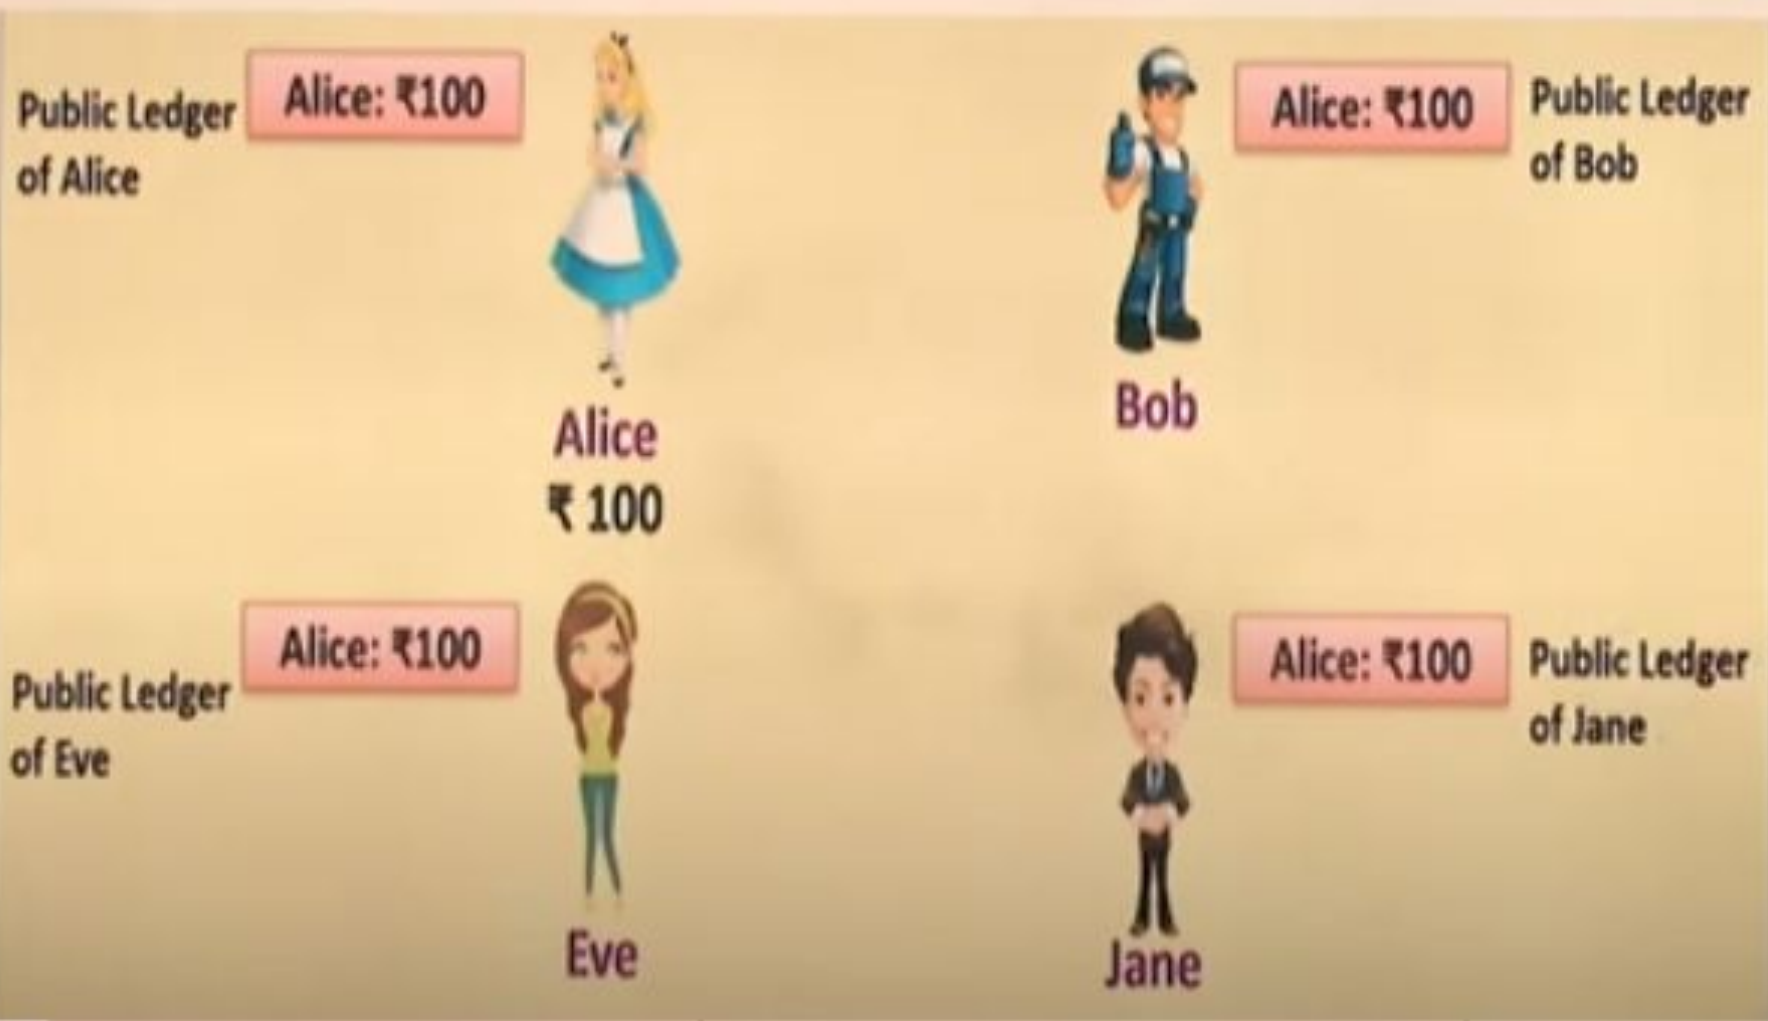 Public Ledger
of Alice
Alice: ₹100
Alice
₹ 100
Alice: ₹100
Public Ledger
of Bob
Bob
Public Ledger
of Eve
Alice: ₹100
Eve
Alice: ₹100
Public Ledger
of Jane
Jane